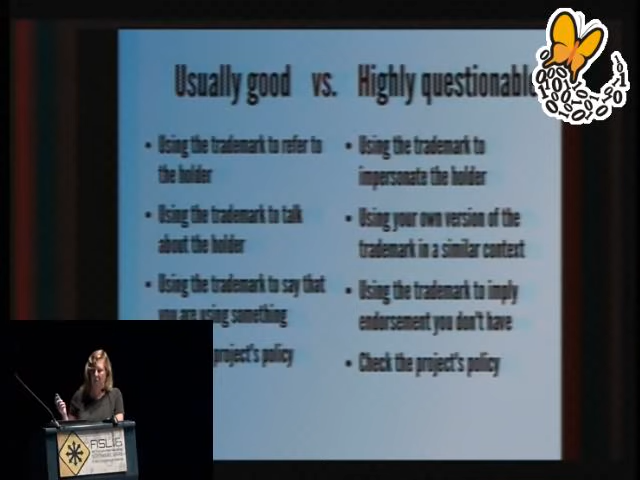 Usually good vs. Highly questionable
• Using the trademark to refer to
the holder
• Using the trademark to talk
about the holder
• Using the trademark to say that
you are using something
project's policy
• Using the trademark to
impersonate the holder
• Using your own version of the
trademark in a similar context
• Using the trademark to imply
endorsement you don't have
• Check the project's policy
FISL16